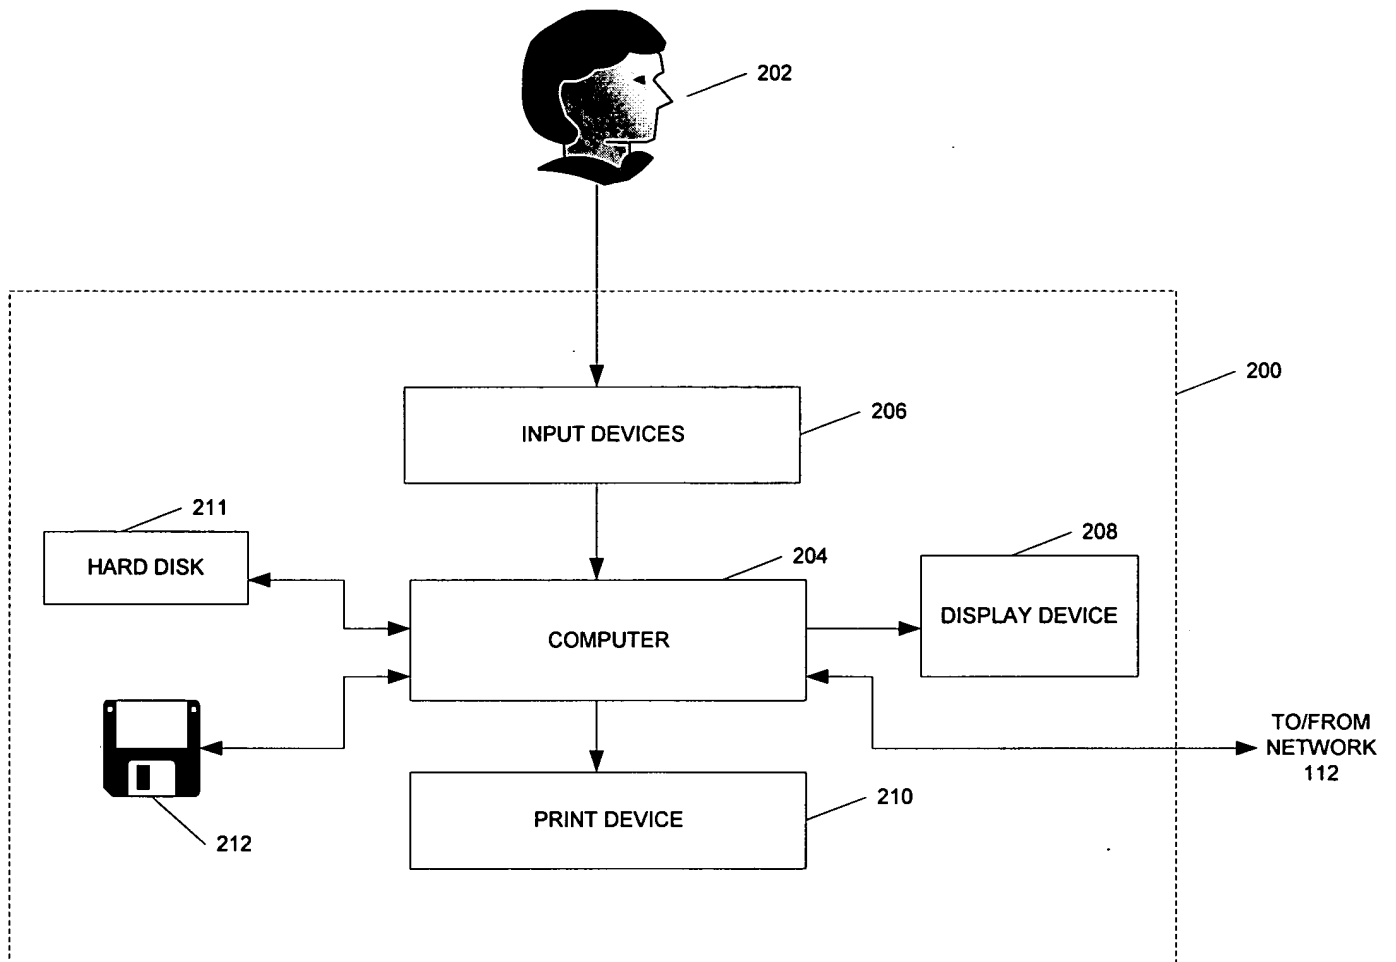 202
200
206
INPUT DEVICES
211
HARD DISK
204
208
COMPUTER
DISPLAY DEVICE
TO/FROM
NETWORK
112
210
PRINT DEVICE
212